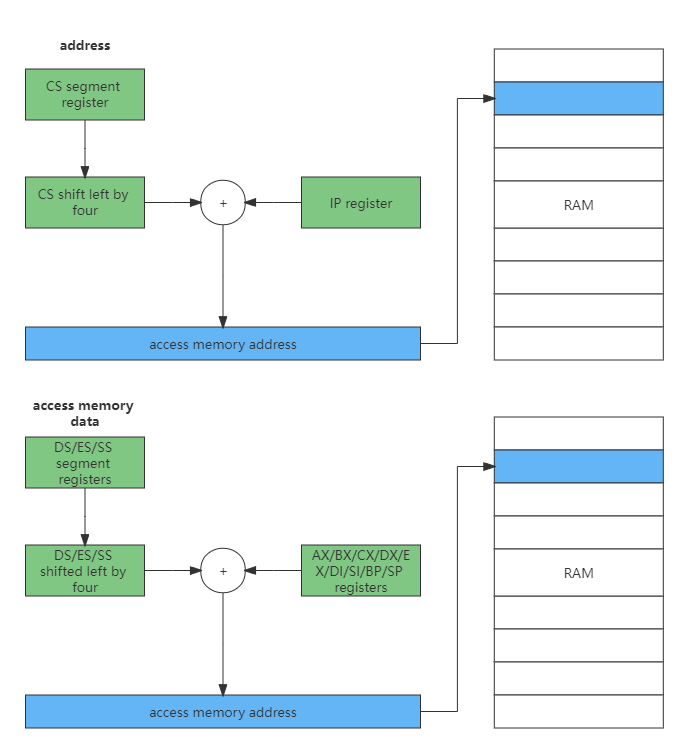 address
CS segment
register
CS shift left by
four
+
IP register
RAM
access memory address
access memory
data
DS/ES/SS
segment
registers
DS/ES/SS
shifted left by
four
+
AX/BX/CX/DX/E
X/DI/SI/BP/SP
registers
RAM
access memory address